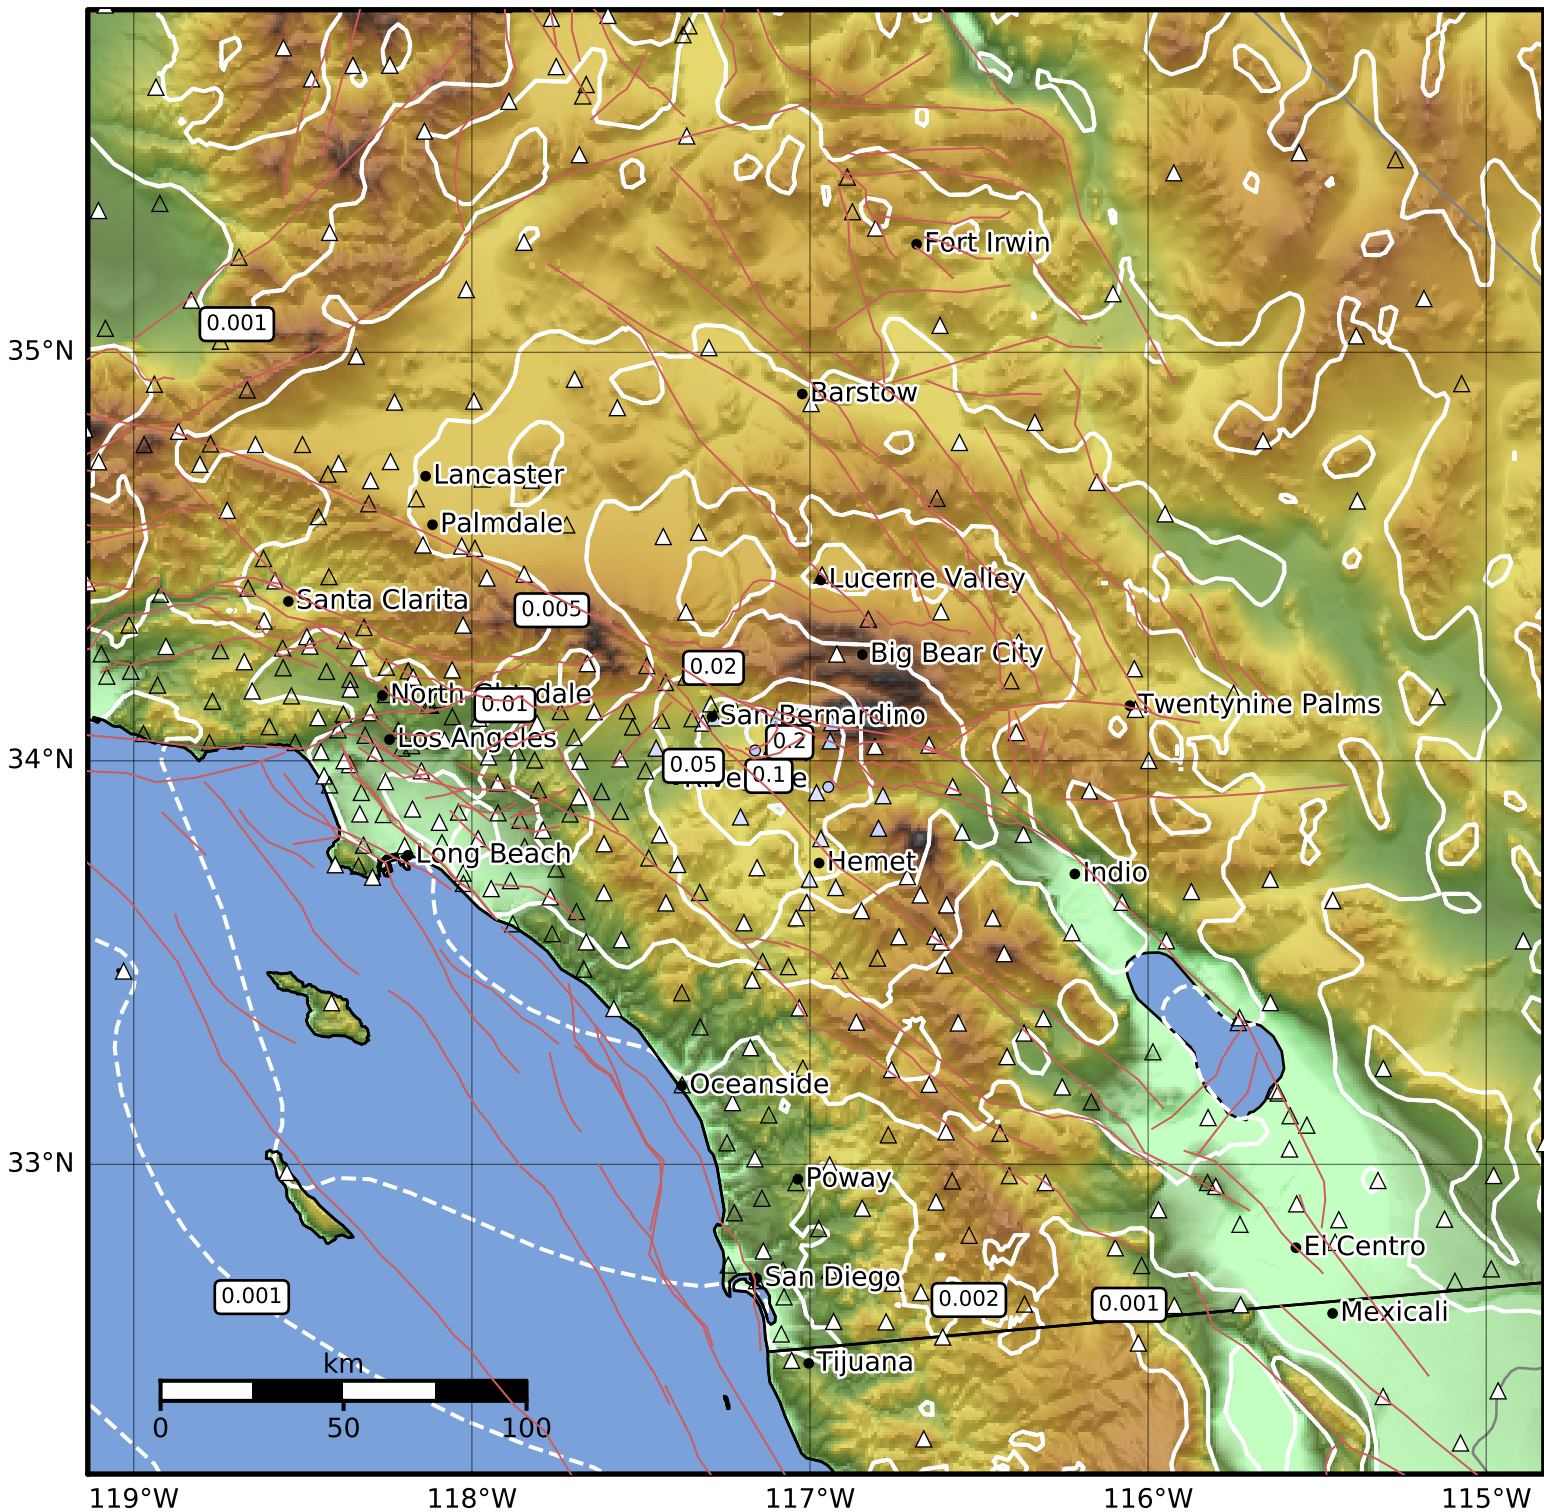 Fort Irwin
0.001
35°N
Barstow
Lancaster
Palmdale
Lucerne Valley
Santa Clarita
0.005
Big Bear City
0.02
North
dale
0.01
Twentynine Palms
San Bernardino
Los Angeles
0.2
34°N
0.05
0.1
Long Beach
Hemet
Indio
Oceanside
33°N
Poway
El Centro
San Diego
0.001
0.002
0.001
Mexicali
km
Tijuana
0 50 100
119°W 118°W 117°W 116°W 115°W